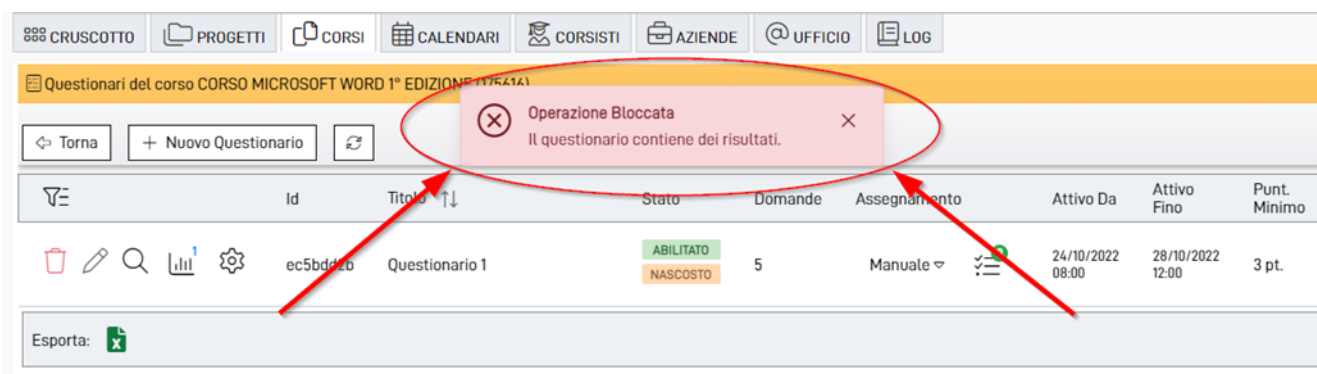 CRUSCOTTO PROGETTI CORSI CALENDARI CORSISTI AZIENDE UFFICIO LOG
Questionari del corso CORSO MICROSOFT WORD 1° EDIZIONE (175616)
Operazione Bloccata
Il questionario contiene dei risultati.
Torna + Nuovo Questionario
Id Titolo Stato Domande Assegnamento Attivo Da Attivo Fino Punt. Minimo
1 ec5bdd2b Questionario 1 ABILITATO NASCOSTO 5 Manuale 24/10/2022 08:00 28/10/2022 12:00 3 pt.
Esporta: